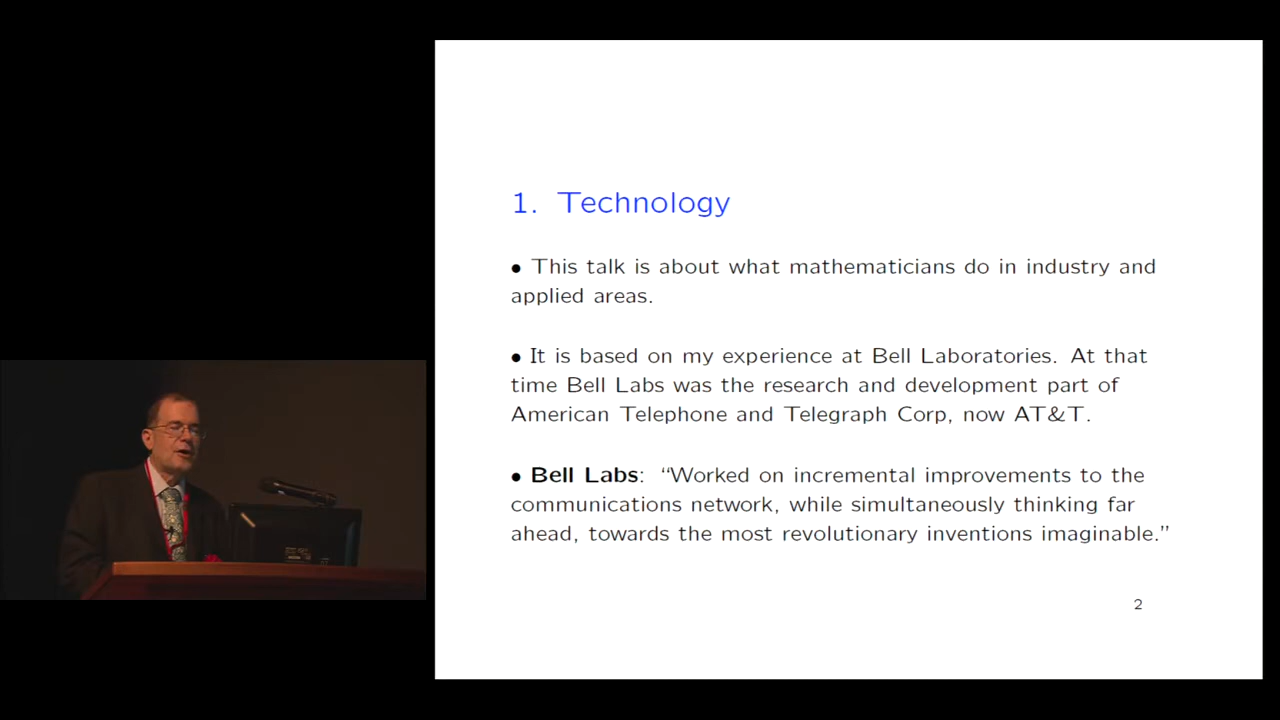 1. Technology
• This talk is about what mathematicians do in industry and
applied areas.
• It is based on my experience at Bell Laboratories. At that
time Bell Labs was the research and development part of
American Telephone and Telegraph Corp, now AT&T.
• Bell Labs: “Worked on incremental improvements to the
communications network, while simultaneously thinking far
ahead, towards the most revolutionary inventions imaginable.”
2